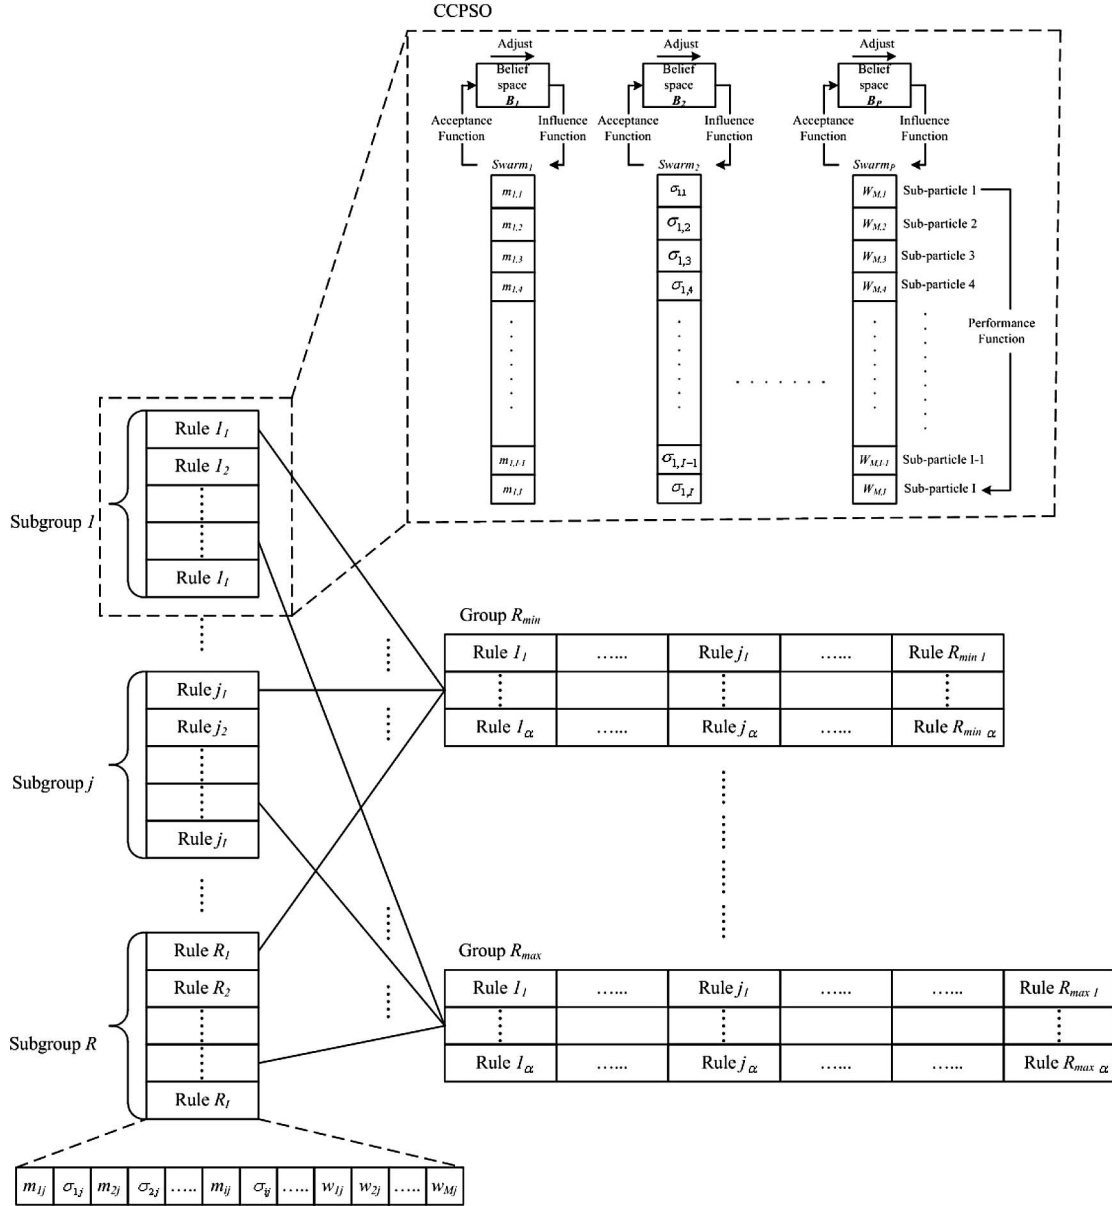 CCPSO
Adjust Adjust Adjust
Belief Belief Belief
space space space
B1 B2 BP
Acceptance Influence Acceptance Influence Acceptance Influence
Function Function Function Function Function Function
Swarm1 Swarm2 SwarmP
m1,1 σ11 WM,1 Sub-particle 1
m1,2 σ1,2 WM,2 Sub-particle 2
m1,3 σ1,3 WM,3 Sub-particle 3
m1,4 σ1,4 WM,4 Sub-particle 4
Performance
Function
m1,I-1 σ1,I−1 WM,I-1 Sub-particle I-1
m1,I σ1,I WM,I Sub-particle I
Subgroup 1
Rule 11
Rule 12
Rule 1I
Subgroup j
Rule j1
Rule j2
Rule jI
Subgroup R
Rule R1
Rule R2
Rule RI
Group Rmin
Rule 11 ...... Rule j1 ...... Rule Rmin 1
Rule 1α ...... Rule jα ...... Rule Rmin α
Group Rmax
Rule 11 ...... Rule j1 ...... ...... Rule Rmax 1
Rule 1α ...... Rule jα ...... ...... Rule Rmax α
m1j σ1j m2j σ2j ..... mij σij ..... w1j w2j ..... wMj